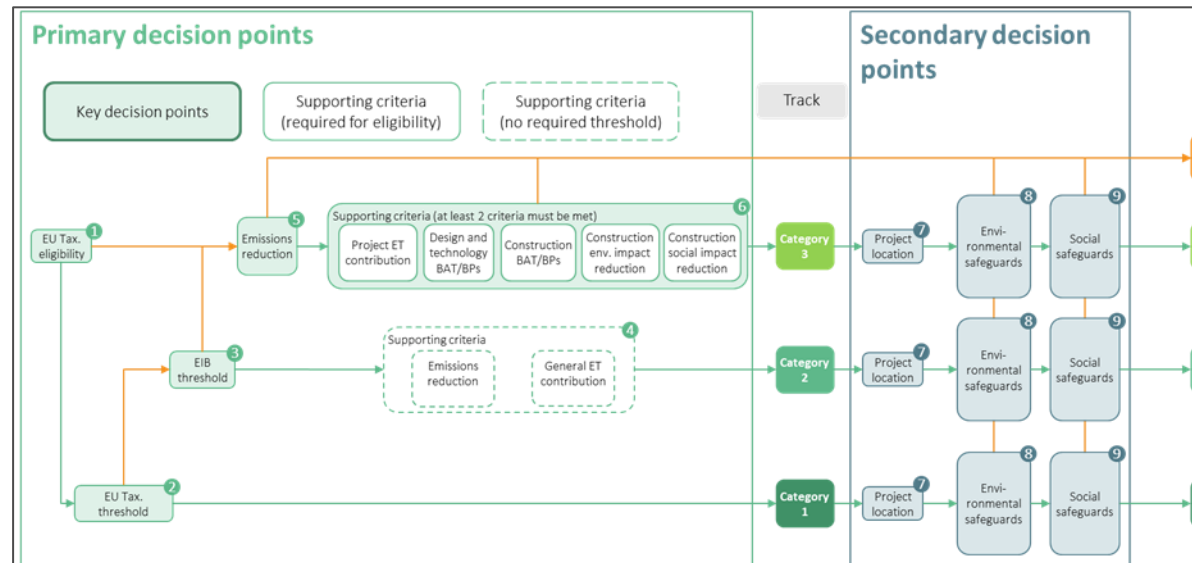 Primary decision points
Secondary decision
points
Key decision points
Supporting criteria
(required for eligibility)
Supporting criteria
(no required threshold)
Track
1
EU Tax.
eligibility
5
Emissions
reduction
6
Supporting criteria (at least 2 criteria must be met)
Project ET
contribution
Design and
technology
BAT/BPs
Construction
BAT/BPs
Construction
env. impact
reduction
Construction
social impact
reduction
Category
3
7
Project
location
8
Envi-
ronmental
safeguards
9
Social
safeguards
3
EIB
threshold
4
Supporting criteria
Emissions
reduction
General ET
contribution
Category
2
7
Project
location
8
Envi-
ronmental
safeguards
9
Social
safeguards
2
EU Tax.
threshold
Category
1
7
Project
location
8
Envi-
ronmental
safeguards
9
Social
safeguards